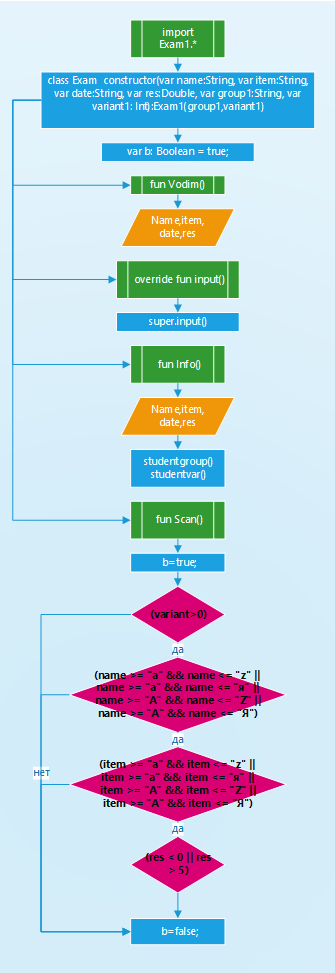 import
Exam1.*
class Exam constructor(var name:String, var item:String,
var date:String, var res:Double, var group1:String, var
variant1: Int):Exam1(group1,variant1)
var b: Boolean = true;
fun Vodim()
Name,item,
date,res
override fun input()
super.input()
fun Info()
Name,item,
date,res
studentgroup()
studentvar()
fun Scan()
b=true;
(variant>0)
да
(name >= "a" && name <= "z" ||
name >= "а" && name <= "я" ||
name >= "A" && name <= "Z" ||
name >= "А" && name <= "Я")
да
(item >= "a" && item <= "z" ||
item >= "а" && item <= "я" ||
item >= "A" && item <= "Z" ||
item >= "А" && item <= "Я")
нет
да
(res < 0 || res
> 5)
b=false;